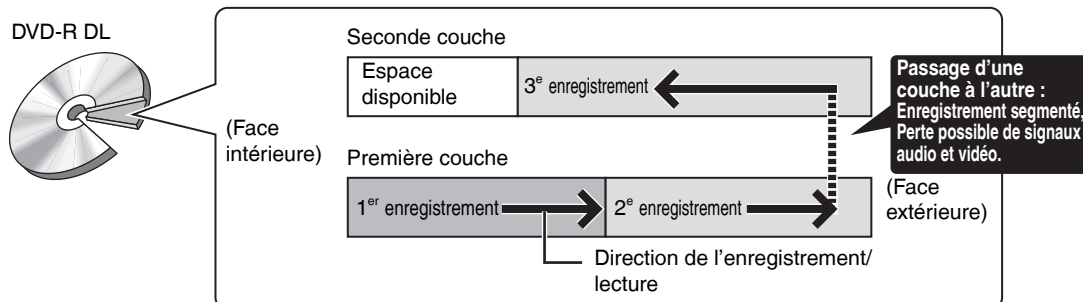 DVD-R DL
Seconde couche
Espace
disponible
3e enregistrement
Passage d'une
couche à l'autre :
Enregistrement segmenté,
Perte possible de signaux
audio et vidéo.
(Face
intérieure)
Première couche
1er enregistrement
2e enregistrement
(Face
extérieure)
Direction de l'enregistrement/
lecture